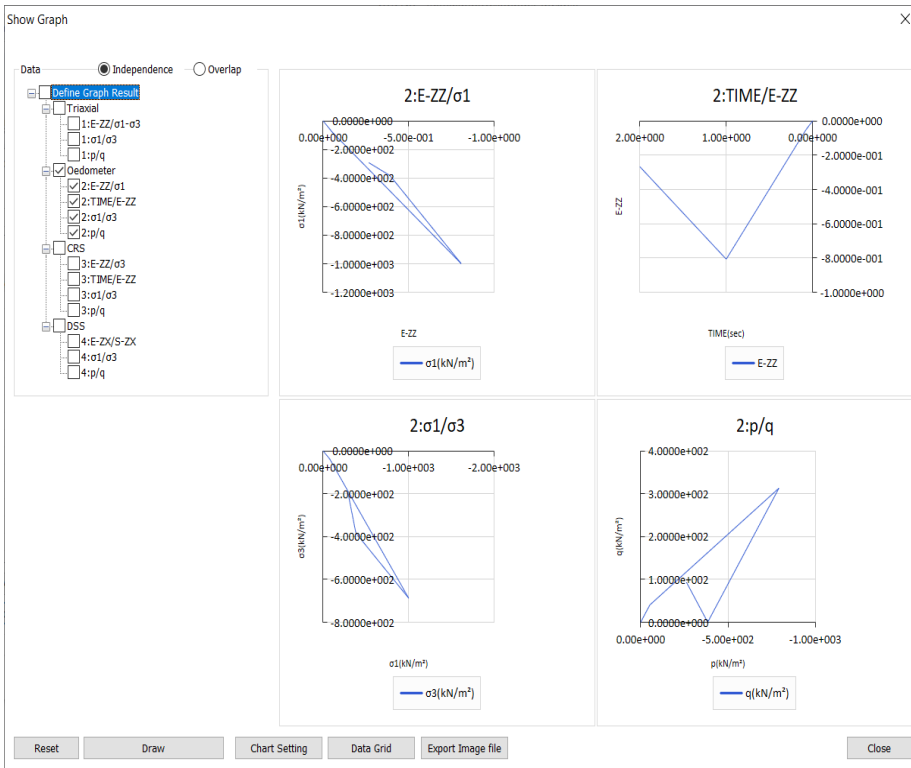 Show Graph
X
Data
Independence
Overlap
Define Graph Result
Triaxial
1:E-ZZ/σ1-σ3
1:σ1/σ3
1:p/q
Oedometer
2:E-ZZ/σ1
2:TIME/E-ZZ
2:σ1/σ3
2:p/q
CRS
3:E-ZZ/σ3
3:TIME/E-ZZ
3:σ1/σ3
3:p/q
DSS
4:E-ZX/S-ZX
4:σ1/σ3
4:p/q
2:E-ZZ/σ1
0.0000e+000
0.00e+000 -5.00e-001 -1.00e+000
-2.0000e+002
-4.0000e+002
-6.0000e+002
-8.0000e+002
-1.0000e+003
-1.2000e+003
σ1(kN/m²)
E-ZZ
σ1(kN/m²)
2:TIME/E-ZZ
0.0000e+000
2.00e+000 1.00e+000 0.00e+000
-2.0000e-001
-4.0000e-001
-6.0000e-001
-8.0000e-001
-1.0000e+000
E-ZZ
TIME(sec)
E-ZZ
2:σ1/σ3
0.0000e+000
0.00e+000 -1.00e+003 -2.00e+003
-2.0000e+002
-4.0000e+002
-6.0000e+002
-8.0000e+002
σ3(kN/m²)
σ1(kN/m²)
σ3(kN/m²)
2:p/q
4.0000e+002
3.0000e+002
2.0000e+002
1.0000e+002
0.0000e+000
0.00e+000 -5.00e+002 -1.00e+003
q(kN/m²)
p(kN/m²)
q(kN/m²)
Reset
Draw
Chart Setting
Data Grid
Export Image file
Close